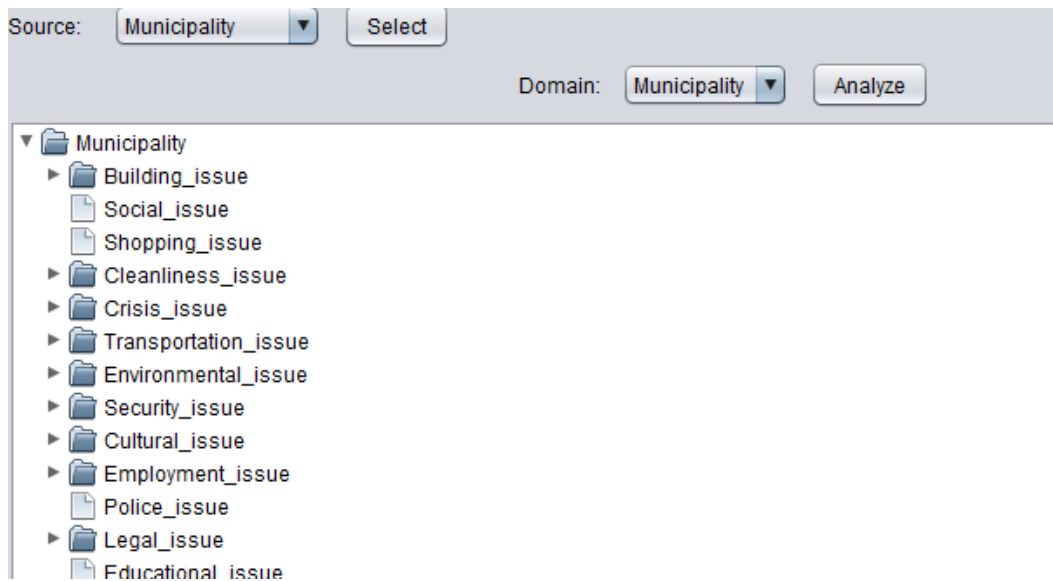 Source: Municipality Select
Domain: Municipality Analyze
Municipality
Building_issue
Social_issue
Shopping_issue
Cleanliness_issue
Crisis_issue
Transportation_issue
Environmental_issue
Security_issue
Cultural_issue
Employment_issue
Police_issue
Legal_issue
Educational_issue